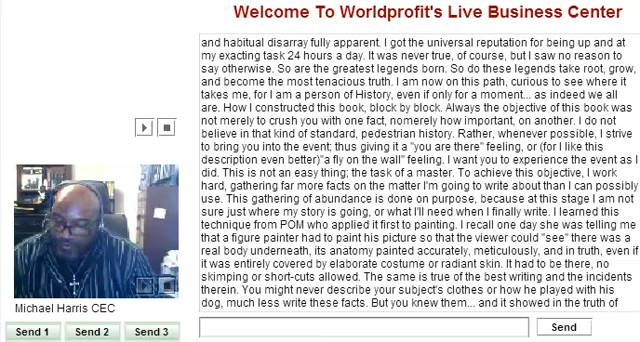 Welcome To Worldprofit's Live Business Center
and habitual disarray fully apparent. I got the universal reputation for being up and at
my exacting task 24 hours a day. It was never true, of course, but I saw no reason to
say otherwise. So are the greatest legends born. So do these legends take root, grow,
and become the most tenacious truth. I am now on this path, curious to see where it
takes me, for I am a person of History, even if only for a moment... as indeed we all
are. How I constructed this book, block by block. Always the objective of this book was
not merely to crush you with one fact, nomerely how important, on another. I do not
believe in that kind of standard, pedestrian history. Rather, whenever possible, I strive
to bring you into the event; thus giving it a "you are there" feeling, or (for I like this
description even better)"a fly on the wall" feeling. I want you to experience the event as I
did. This is not an easy thing; the task of a master. To achieve this objective, I work
hard, gathering far more facts on the matter I'm going to write about than I can possibly
use. This gathering of abundance is done on purpose, because at this stage I am not
sure just where my story is going, or what I'll need when I finally write. I learned this
technique from POM who applied it first to painting. I recall one day she was telling me
that a figure painter had to paint his picture so that the viewer could "see" there was a
real body underneath, its anatomy painted accurately, meticulously, and in truth, even if
it was entirely covered by elaborate costume or radiant skin. It had to be there, no
skimping or short-cuts allowed. The same is true of the best writing and the incidents
therein. You might never describe your subject's clothes or how he played with his
dog, much less write these facts. But you knew them... and it showed in the truth of
Michael Harris CEC
Send 1 Send 2 Send 3
Send